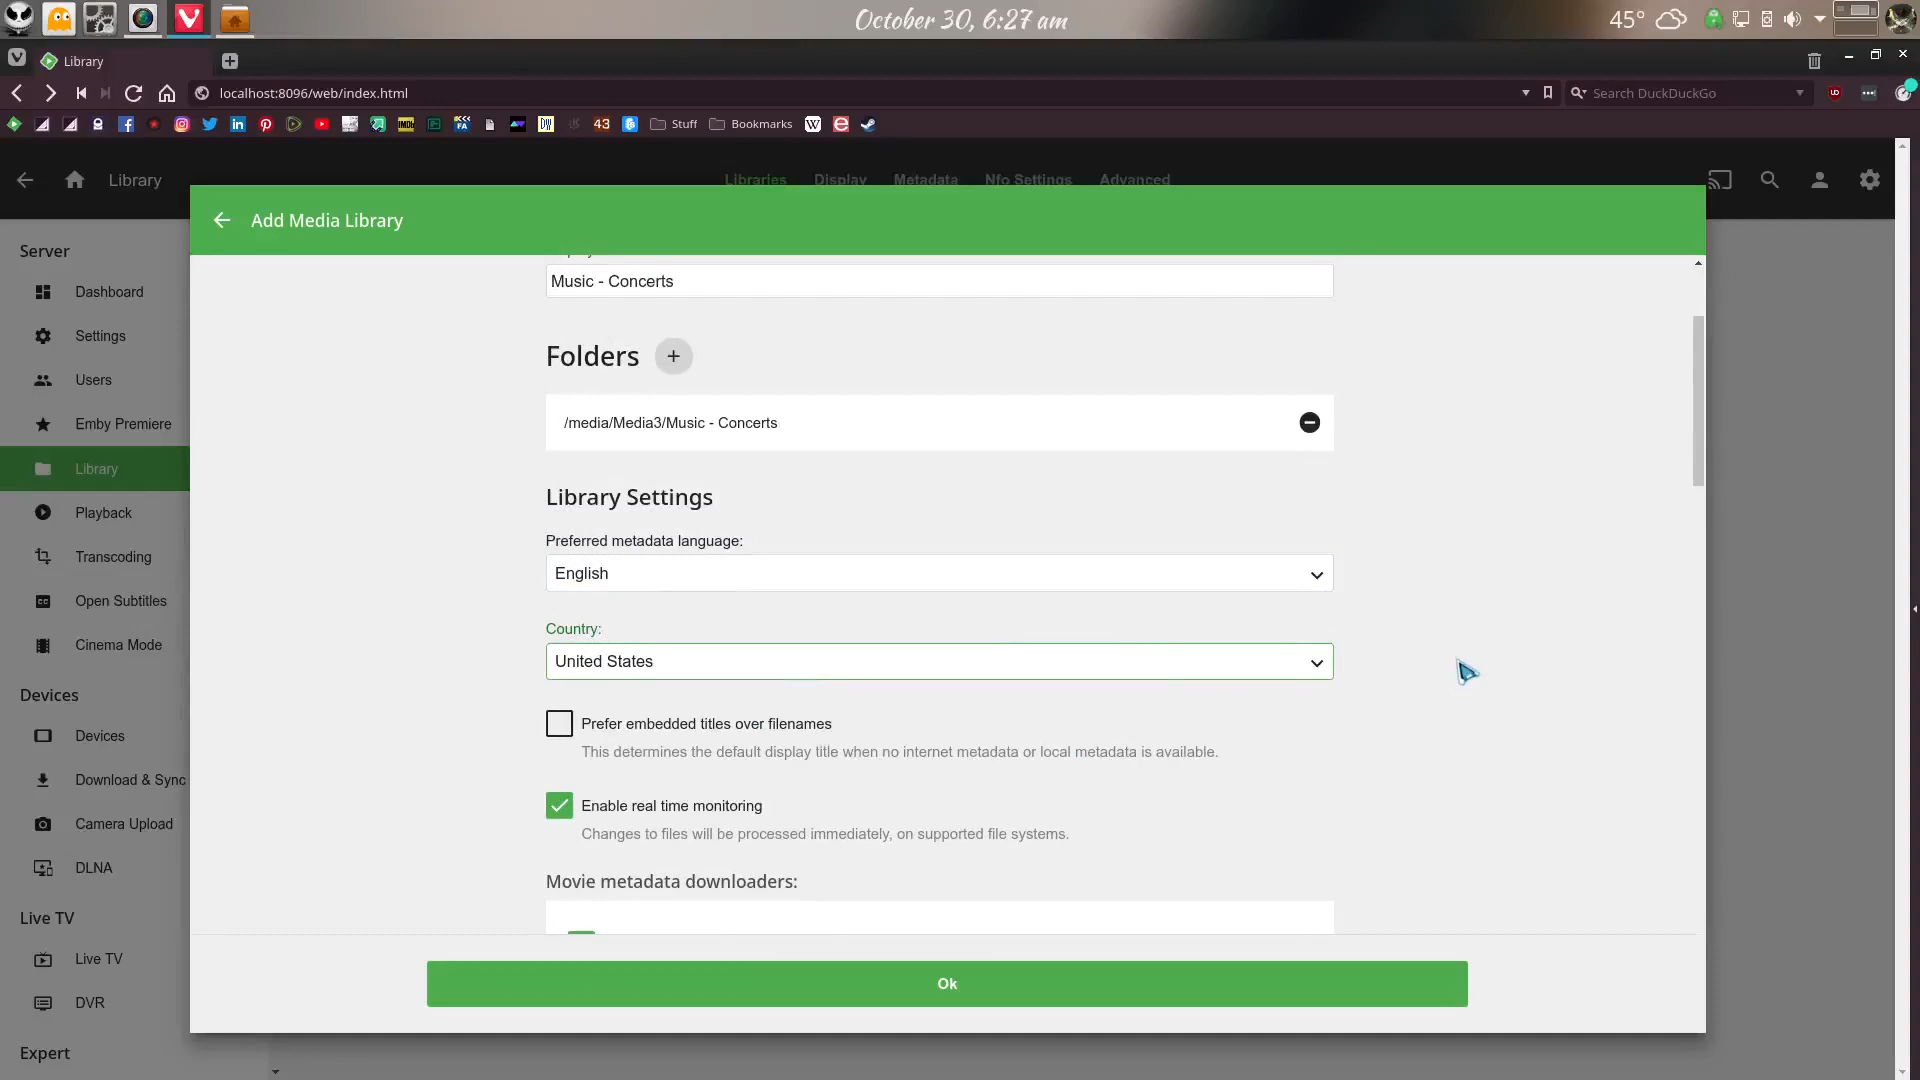 October 30, 6:27 am
45°
Library
localhost:8096/web/index.html
Search DuckDuckGo
IMDb
FA
DW
43
Stuff
Bookmarks
W
Library
Libraries
Display
Metadata
Nfo Settings
Advanced
Add Media Library
Server
Dashboard
Settings
Users
Emby Premiere
Library
Playback
Transcoding
Open Subtitles
Cinema Mode
Devices
Devices
Download & Sync
Camera Upload
DLNA
Live TV
Live TV
DVR
Expert
Music - Concerts
Folders
/media/Media3/Music - Concerts
Library Settings
Preferred metadata language:
English
Country:
United States
Prefer embedded titles over filenames
This determines the default display title when no internet metadata or local metadata is available.
Enable real time monitoring
Changes to files will be processed immediately, on supported file systems.
Movie metadata downloaders:
Ok